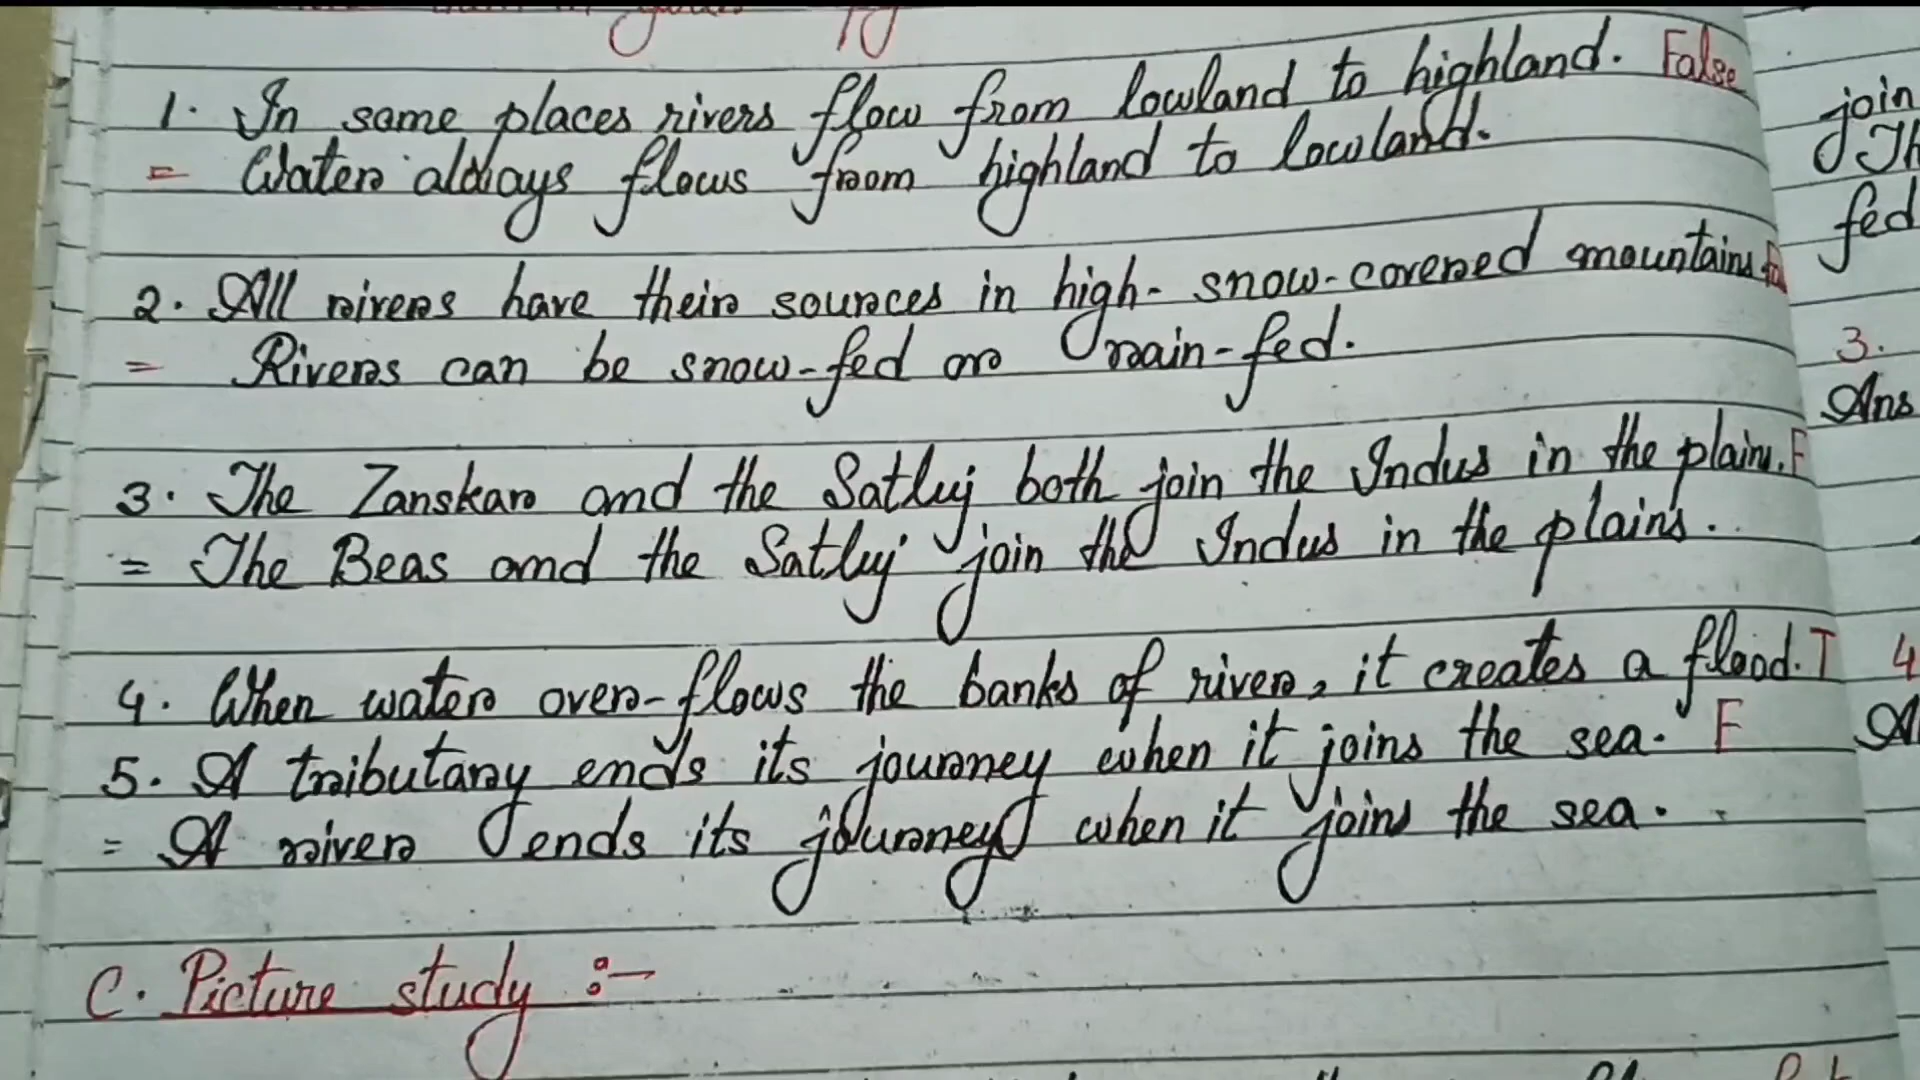 1. In some places rivers flow from lowland to highland. False
= Water always flows from highland to lowland.
2. All rivers have their sources in high- snow-covered mountains
= Rivers can be snow-fed or rain-fed.
3. The Zanskar and the Satluj both join the Indus in the plains. F
= The Beas and the Satluj join the Indus in the plains.
4. When water over-flows the banks of river, it creates a flood. T
5. A tributary ends its journey when it joins the sea. F
= A river ends its journey when it joins the sea.
C. Picture study :-
join
Th
fed
3.
Ans
4